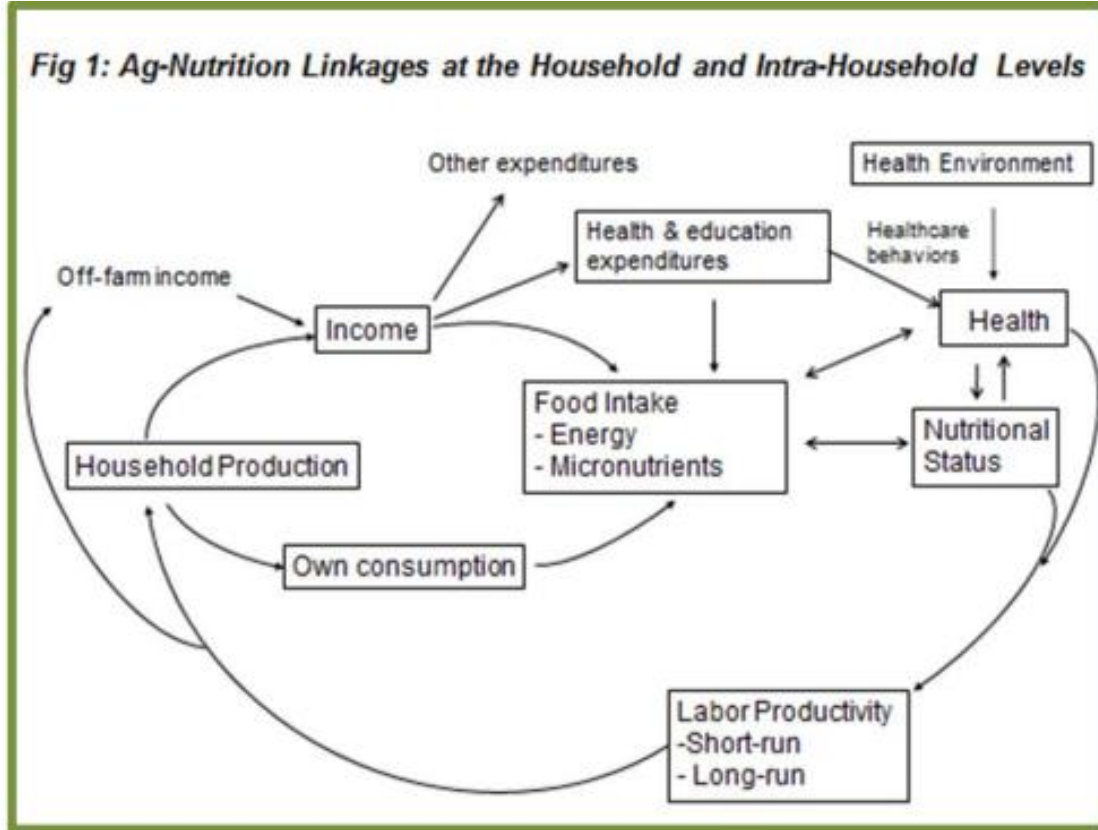 Fig 1: Ag-Nutrition Linkages at the Household and Intra-Household Levels
Other expenditures
Health Environment
Health & education
expenditures
Healthcare
behaviors
Off-farm income
Income
Health
Food Intake
- Energy
- Micronutrients
Nutritional
Status
Household Production
Own consumption
Labor Productivity
-Short-run
- Long-run